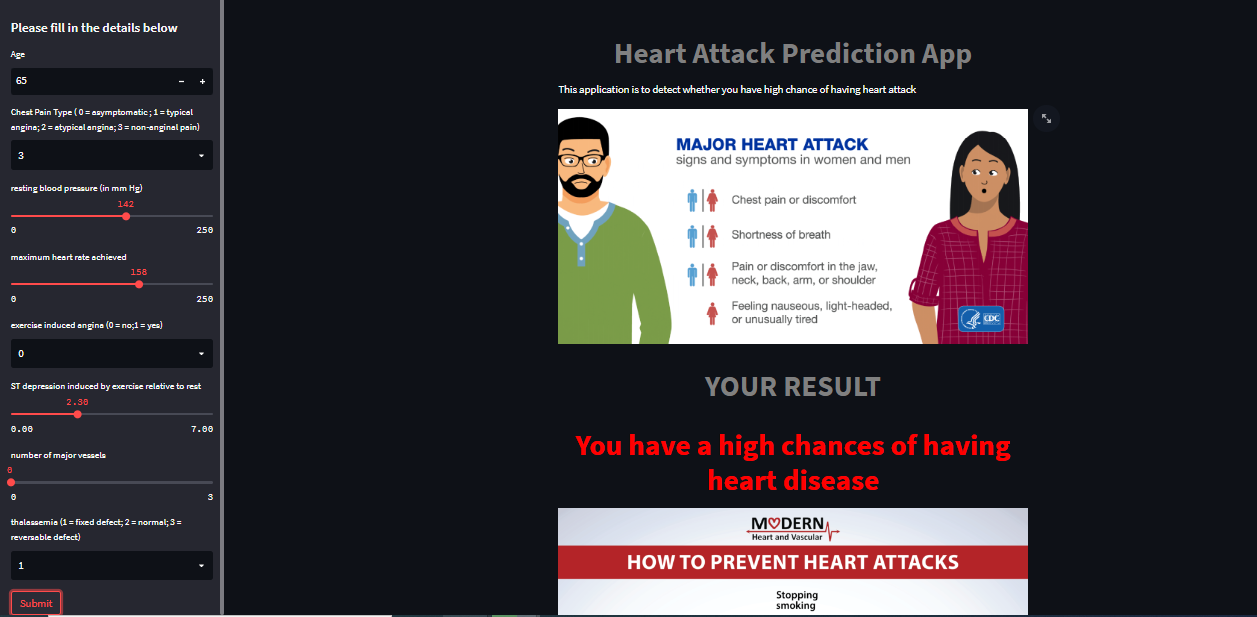 Please fill in the details below
Age
65
− +
Chest Pain Type ( 0 = asymptomatic ; 1 = typical
angina; 2 = atypical angina; 3 = non-anginal pain)
3
resting blood pressure (in mm Hg)
142
0 250
maximum heart rate achieved
158
0 250
exercise induced angina (0 = no;1 = yes)
0
ST depression induced by exercise relative to rest
2.30
0.00 7.00
number of major vessels
0
0 3
thalassemia (1 = fixed defect; 2 = normal; 3 =
reversable defect)
1
Submit
Heart Attack Prediction App
This application is to detect whether you have high chance of having heart attack
MAJOR HEART ATTACK
signs and symptoms in women and men
Chest pain or discomfort
Shortness of breath
Pain or discomfort in the jaw,
neck, back, arm, or shoulder
Feeling nauseous, light-headed,
or unusually tired
CDC
YOUR RESULT
You have a high chances of having
heart disease
MODERN
Heart and Vascular
HOW TO PREVENT HEART ATTACKS
Stopping
smoking